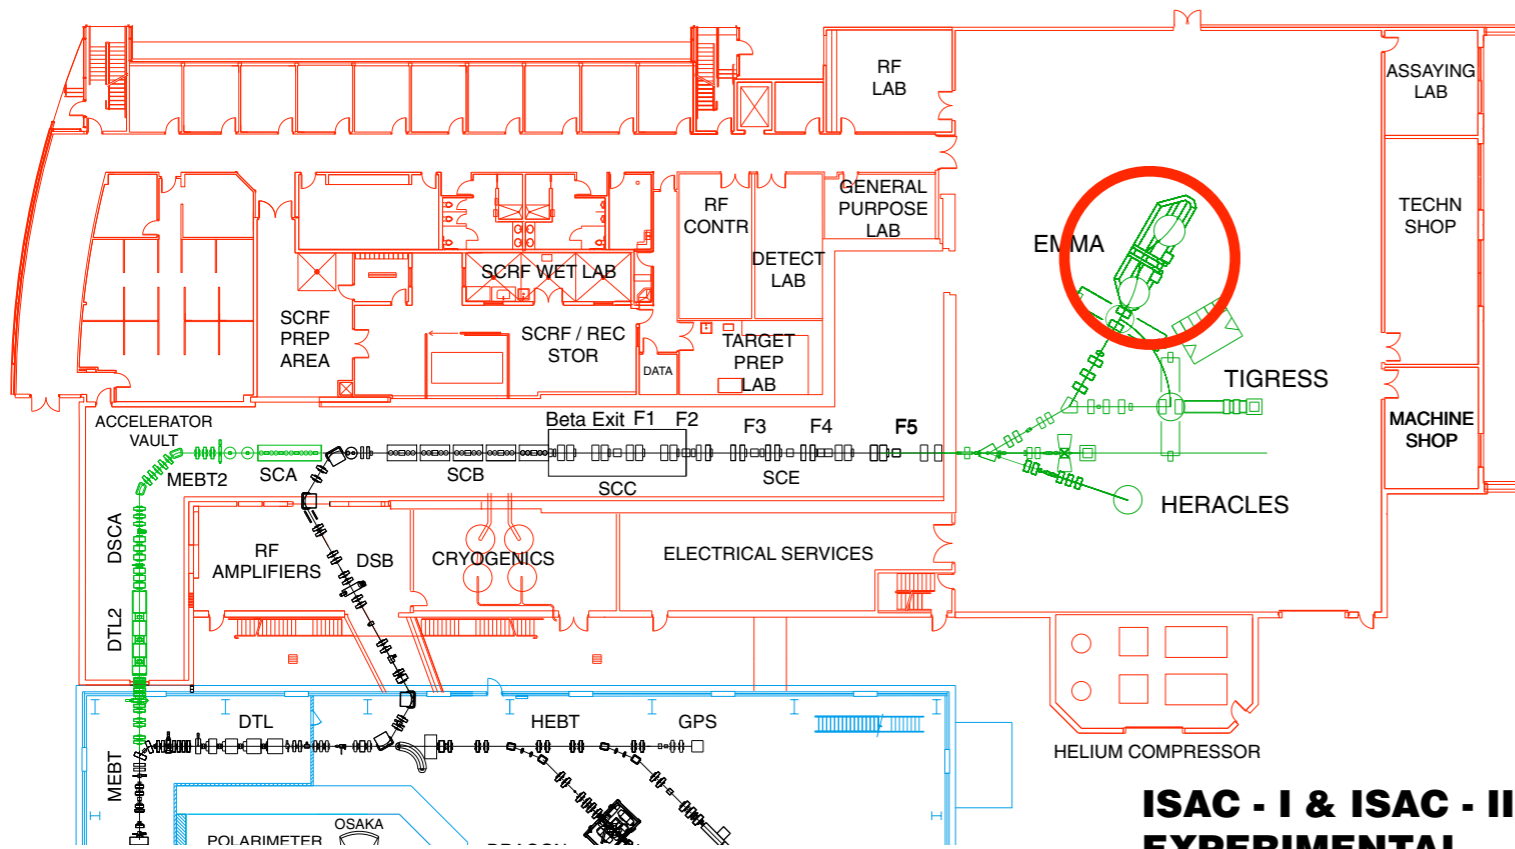 RF
LAB
ASSAYING
LAB
GENERAL
PURPOSE
LAB
RF
CONTR
TECHN
SHOP
EMMA
DETECT
LAB
SCRF WET LAB
SCRF
PREP
AREA
SCRF / REC
STOR
TARGET
PREP
LAB
DATA
TIGRESS
ACCELERATOR
VAULT
Beta Exit F1 F2 F3 F4 F5
MACHINE
SHOP
MEBT2
SCA
SCB
SCC
SCE
HERACLES
DSCA
RF
AMPLIFIERS
DSB
CRYOGENICS
ELECTRICAL SERVICES
DTL2
DTL
HEBT
GPS
HELIUM COMPRESSOR
MEBT
ISAC - I & ISAC - II
EXPERIMENTAL
OSAKA
POLARIMETER
DRAGON